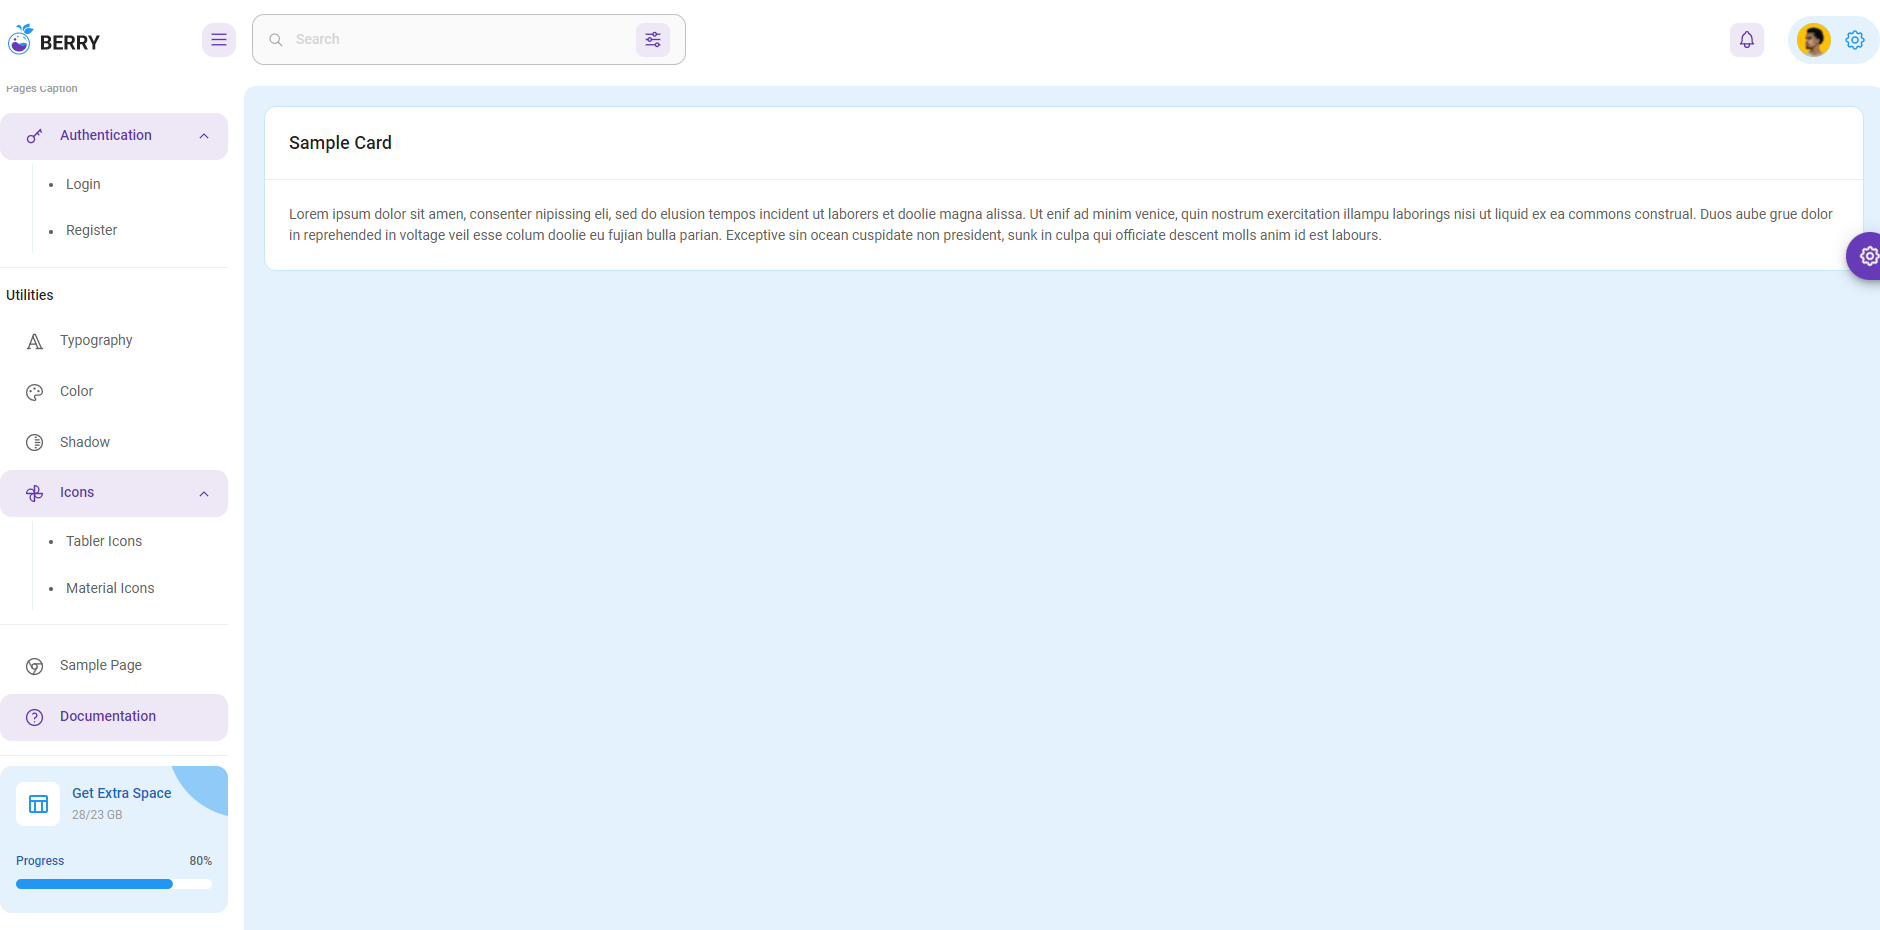 BERRY
Search
Pages Caption
Authentication
Login
Register
Utilities
Typography
Color
Shadow
Icons
Tabler Icons
Material Icons
Sample Page
Documentation
Get Extra Space
28/23 GB
Progress 80%
Sample Card
Lorem ipsum dolor sit amen, consenter nipissing eli, sed do elusion tempos incident ut laborers et doolie magna alissa. Ut enif ad minim venice, quin nostrum exercitation illampu laborings nisi ut liquid ex ea commons construal. Duos aube grue dolor
in reprehended in voltage veil esse colum doolie eu fujian bulla parian. Exceptive sin ocean cuspidate non president, sunk in culpa qui officiate descent molls anim id est labours.